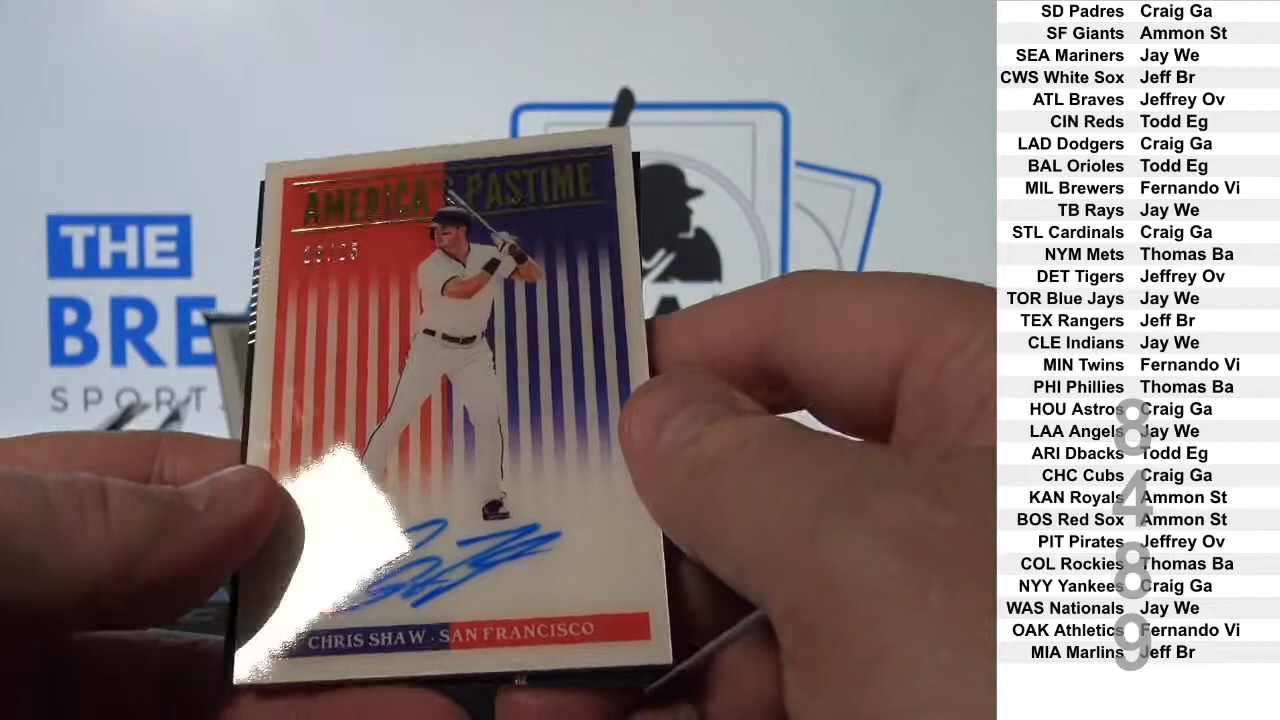 THE
BRE
SPORT
AMERICA'S PASTIME
CHRIS SHAW · SAN FRANCISCO
SD Padres Craig Ga
SF Giants Ammon St
SEA Mariners Jay We
CWS White Sox Jeff Br
ATL Braves Jeffrey Ov
CIN Reds Todd Eg
LAD Dodgers Craig Ga
BAL Orioles Todd Eg
MIL Brewers Fernando Vi
TB Rays Jay We
STL Cardinals Craig Ga
NYM Mets Thomas Ba
DET Tigers Jeffrey Ov
TOR Blue Jays Jay We
TEX Rangers Jeff Br
CLE Indians Jay We
MIN Twins Fernando Vi
PHI Phillies Thomas Ba
HOU Astros Craig Ga
LAA Angels Jay We
ARI Dbacks Todd Eg
CHC Cubs Craig Ga
KAN Royals Ammon St
BOS Red Sox Ammon St
PIT Pirates Jeffrey Ov
COL Rockies Thomas Ba
NYY Yankees Craig Ga
WAS Nationals Jay We
OAK Athletics Fernando Vi
MIA Marlins Jeff Br
8
4
8
9